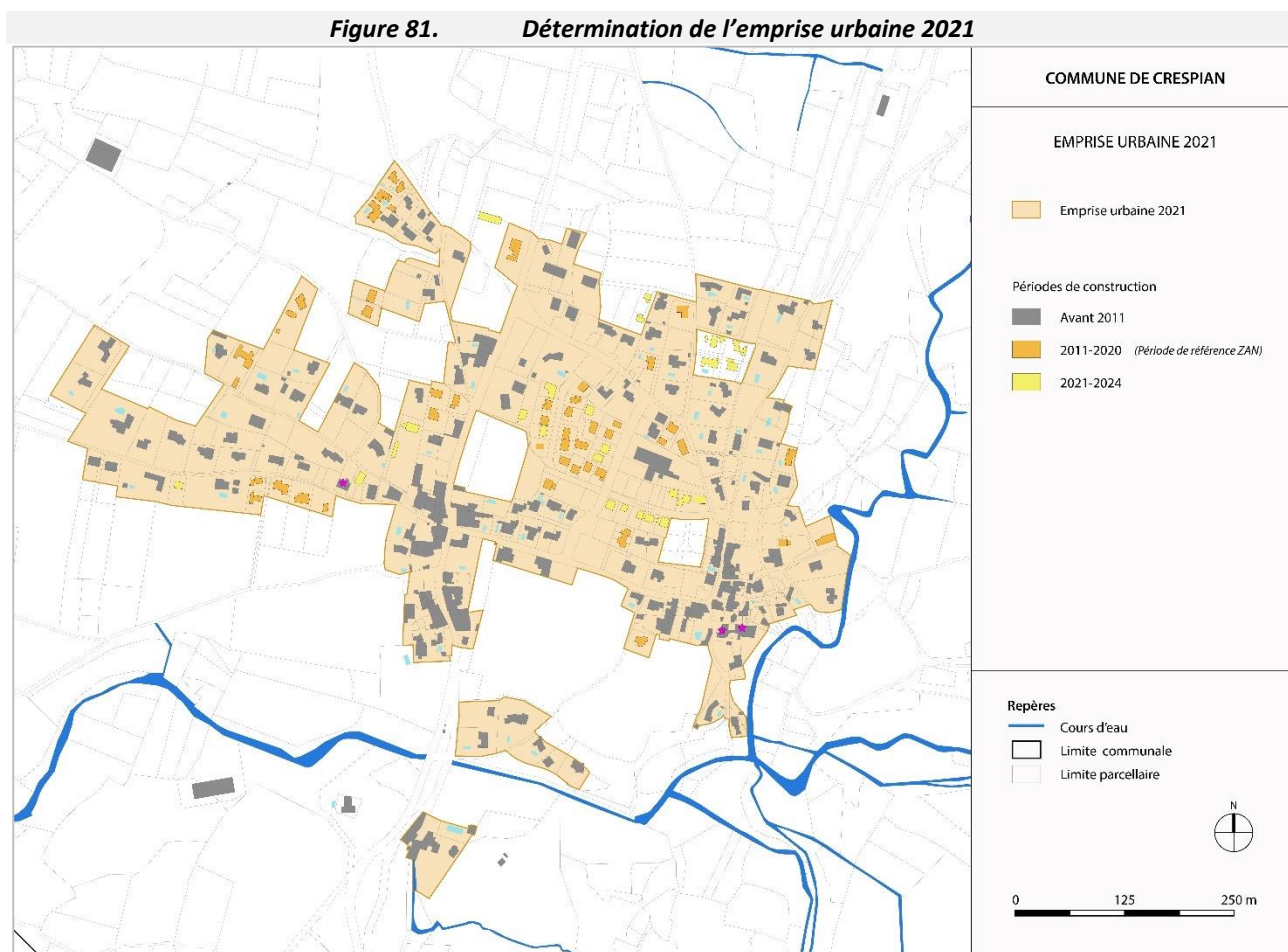 Figure 81. Détermination de l’emprise urbaine 2021
COMMUNE DE CRESPIAN
EMPRISE URBAINE 2021
Emprise urbaine 2021
Périodes de construction
Avant 2011
2011-2020 (Période de référence ZAN)
2021-2024
Repères
Cours d'eau
Limite communale
Limite parcellaire
N
0 125 250 m